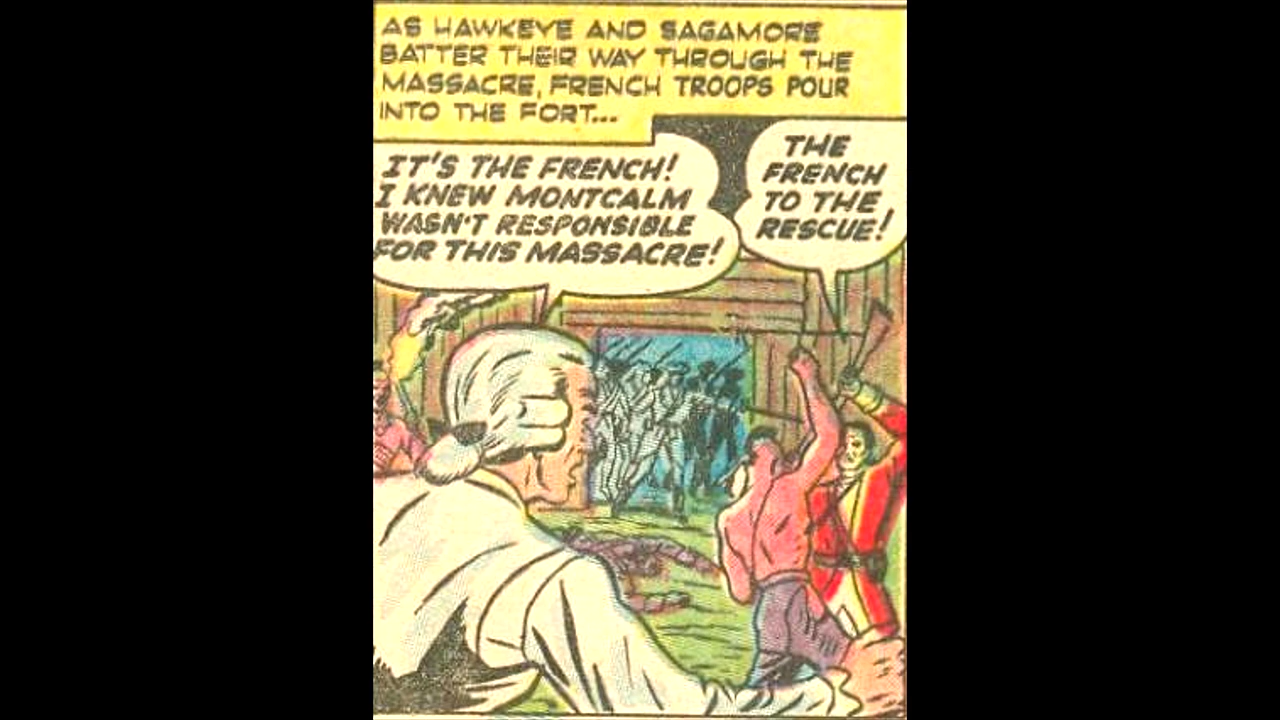 AS HAWKEYE AND SAGAMORE
BATTER THEIR WAY THROUGH THE
MASSACRE, FRENCH TROOPS POUR
INTO THE FORT...
IT'S THE FRENCH!
I KNEW MONTCALM
WASN'T RESPONSIBLE
FOR THIS MASSACRE!
THE
FRENCH
TO THE
RESCUE!